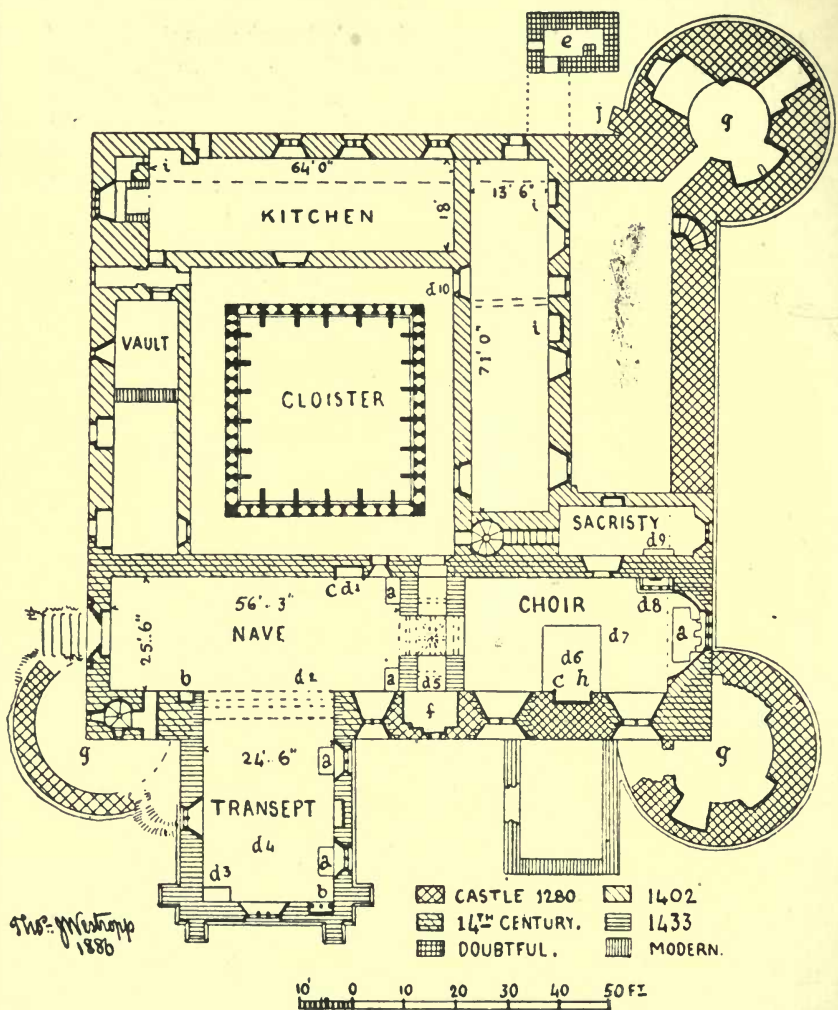 e
j
g
i
64' 0"
13' 6"
i
KITCHEN
18'
d10
VAULT
i
71' 0"
CLOISTER
SACRISTY
d9
c d1
a
56'- 3"
NAVE
CHOIR
d8
25'.. 6"
d7
a
d6
b
d2
a
d5
c h
f
g
24'- 6"
a
g
TRANSEPT
d4
a
d3
b
CASTLE 1280
1402
14TH CENTURY.
1433
DOUBTFUL.
MODERN.
Thos. J Westropp
1886
10' 0 10 20 30 40 50 FT